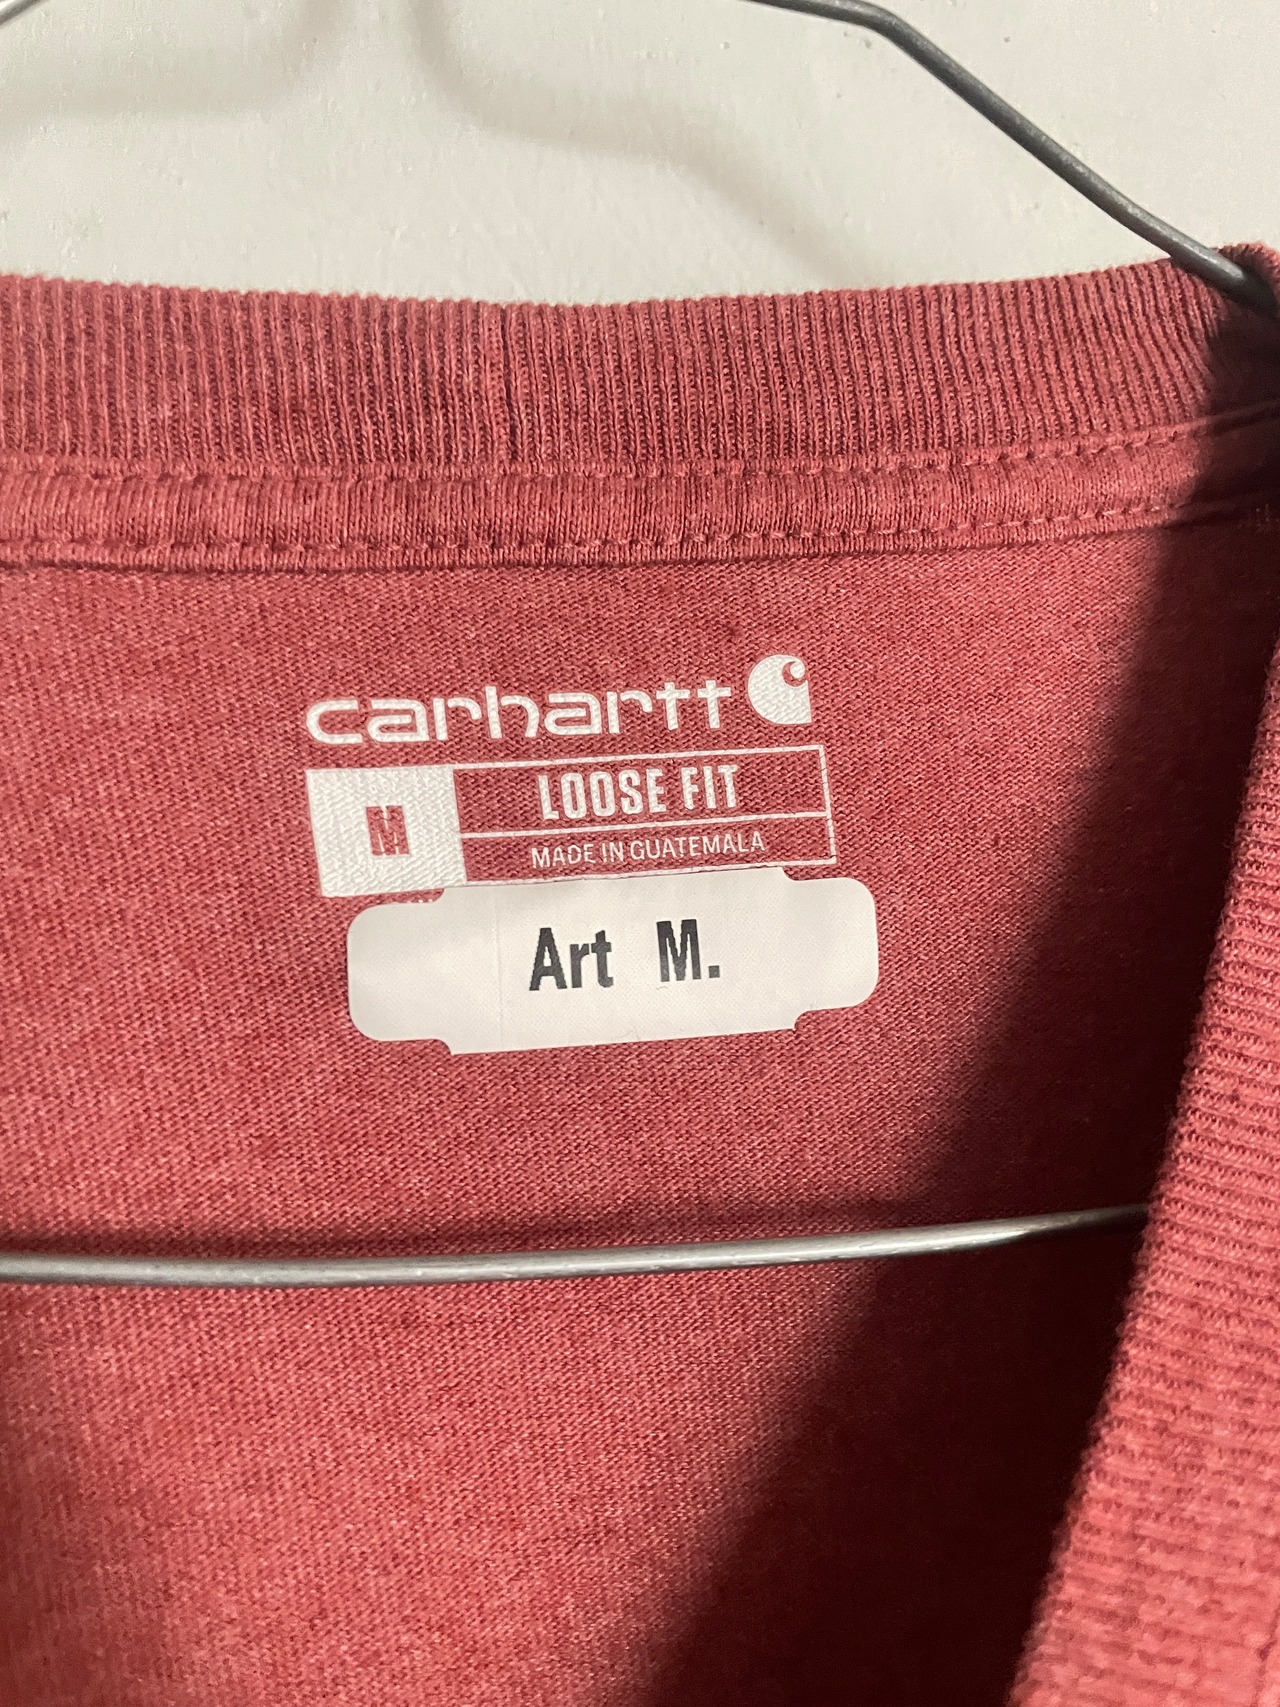 carhartt
M
LOOSE FIT
MADE IN GUATEMALA
Art M.